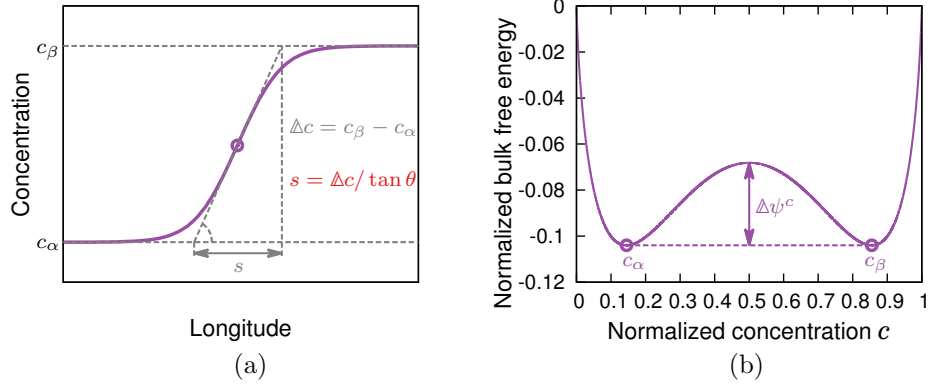 Concentration
c_β
c_α
𝚫c = c_β − c_α
s = 𝚫c/ tan θ
s
Longitude
(a)
Normalized bulk free energy
0
-0.02
-0.04
-0.06
-0.08
-0.1
-0.12
𝚫ψ^c
c_α
c_β
0 0.1 0.2 0.3 0.4 0.5 0.6 0.7 0.8 0.9 1
Normalized concentration c
(b)